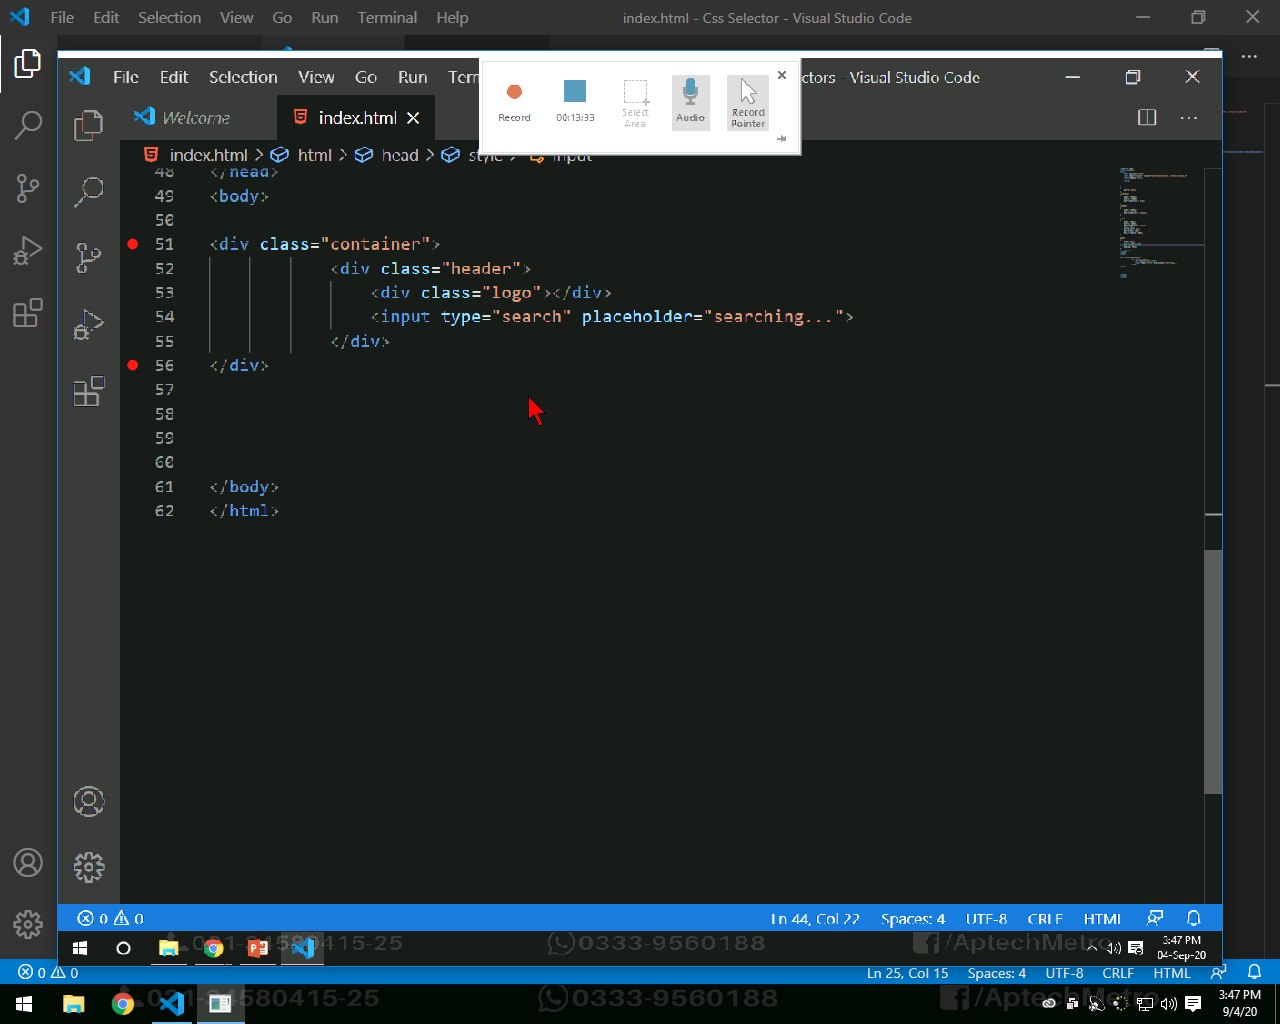 File Edit Selection View Go Run Terminal Help index.html - Css Selector - Visual Studio Code
File Edit Selection View Go Run Term ctors - Visual Studio Code
Record 00:13:33 Select Area Audio Record Pointer
Welcome index.html
index.html > html > head > style > input
48 </head>
49 <body>
50
51 <div class="container">
52 <div class="header">
53 <div class="logo"></div>
54 <input type="search" placeholder="searching...">
55 </div>
56 </div>
57
58
59
60
61 </body>
62 </html>
0 0 Ln 44, Col 22 Spaces: 4 UTF-8 CRLF HTML
0333-9560188 /AptechMetro 3:47 PM
04-Sep-20
0 0 Ln 25, Col 15 Spaces: 4 UTF-8 CRLF HTML
0333-9560188 /AptechMetro 3:47 PM
9/4/20